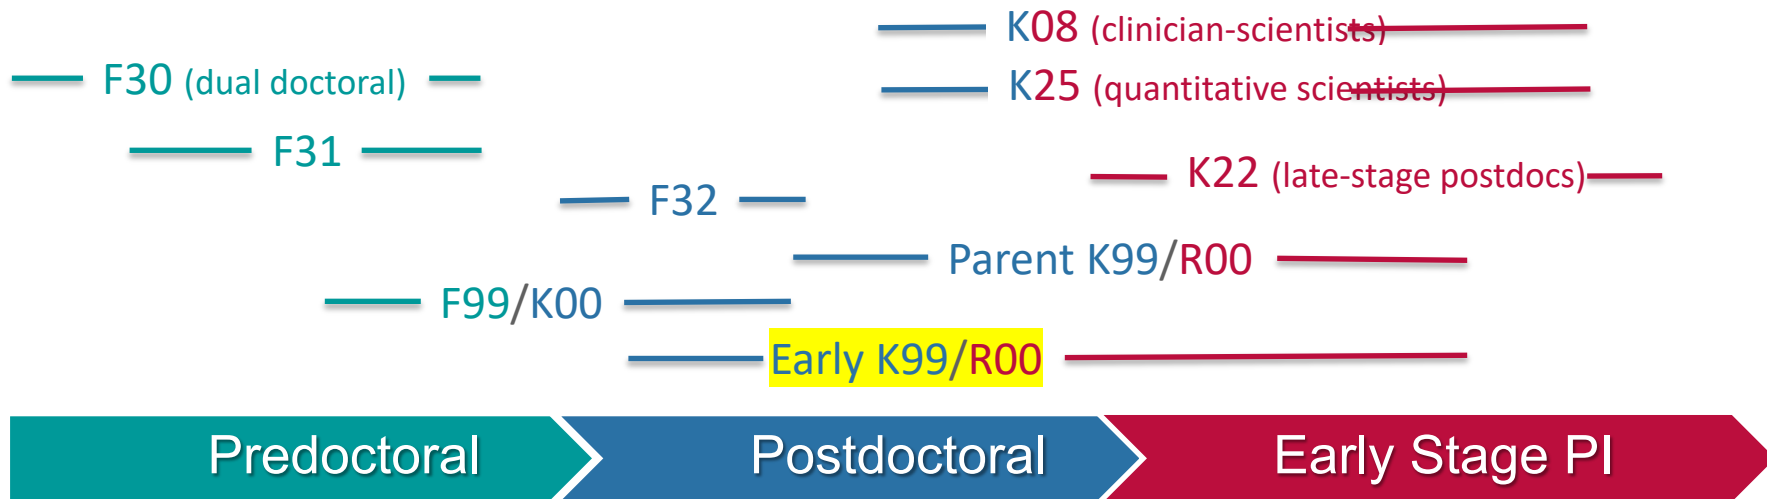 K08 (clinician-scientists)
F30 (dual doctoral)
K25 (quantitative scientists)
F31
K22 (late-stage postdocs)
F32
Parent K99/R00
F99/K00
Early K99/R00
Predoctoral
Postdoctoral
Early Stage PI